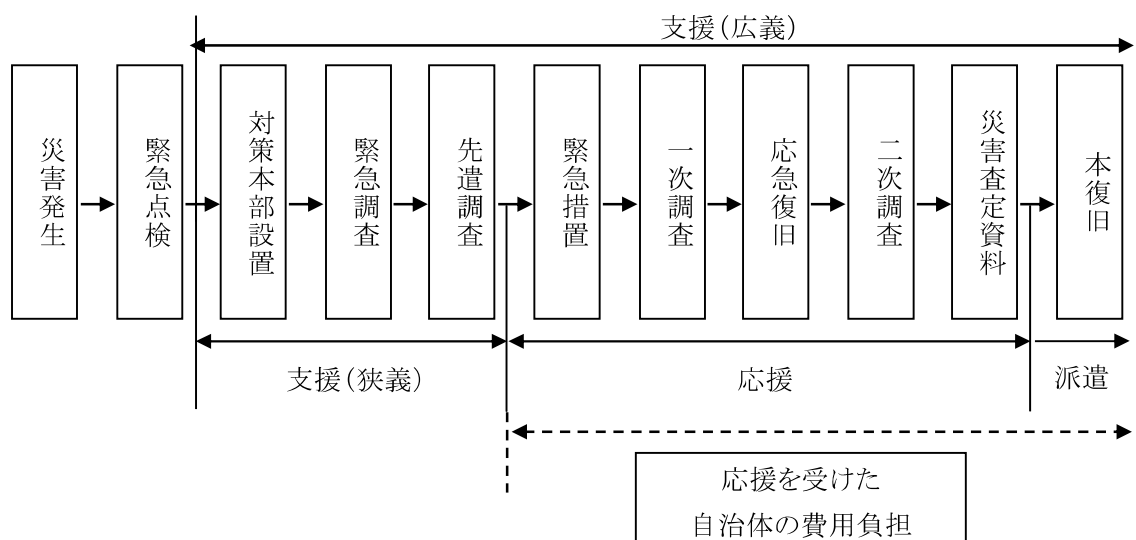 支援（広義）
災害発生
緊急点検
対策本部設置
緊急調査
先遣調査
緊急措置
一次調査
応急復旧
二次調査
災害査定資料
本復旧
支援（狭義）
応援
派遣
応援を受けた
自治体の費用負担